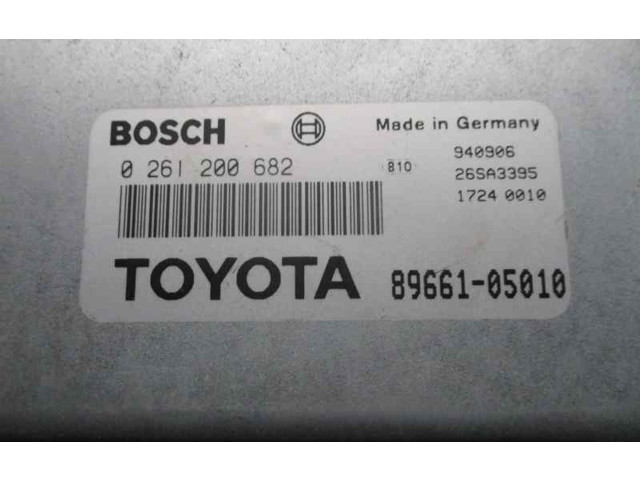 BOSCH Made in Germany
0 261 200 682 810 940906
26SA3395
1724 0010
TOYOTA 89661-05010